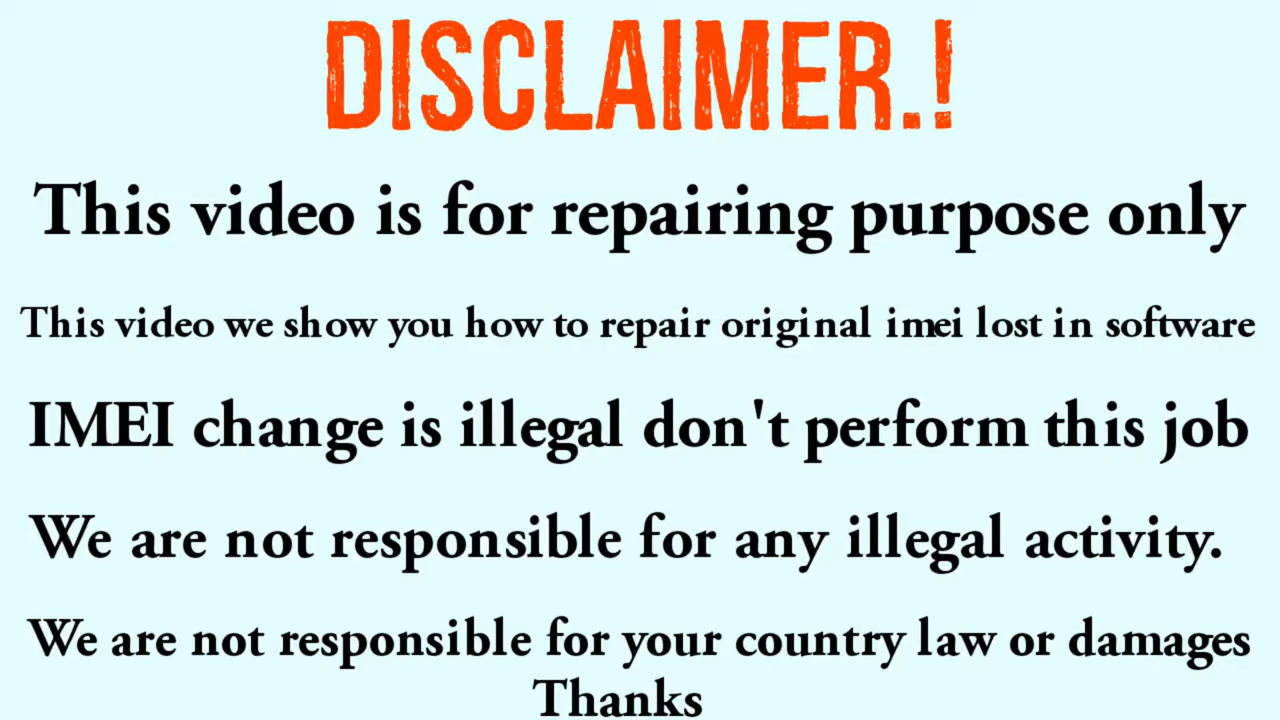 DISCLAIMER.!
This video is for repairing purpose only
This video we show you how to repair original imei lost in software
IMEI change is illegal don't perform this job
We are not responsible for any illegal activity.
We are not responsible for your country law or damages
Thanks